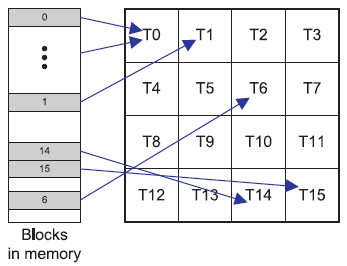 0
1
14
15
6
Blocks
in memory
T0 T1 T2 T3
T4 T5 T6 T7
T8 T9 T10 T11
T12 T13 T14 T15